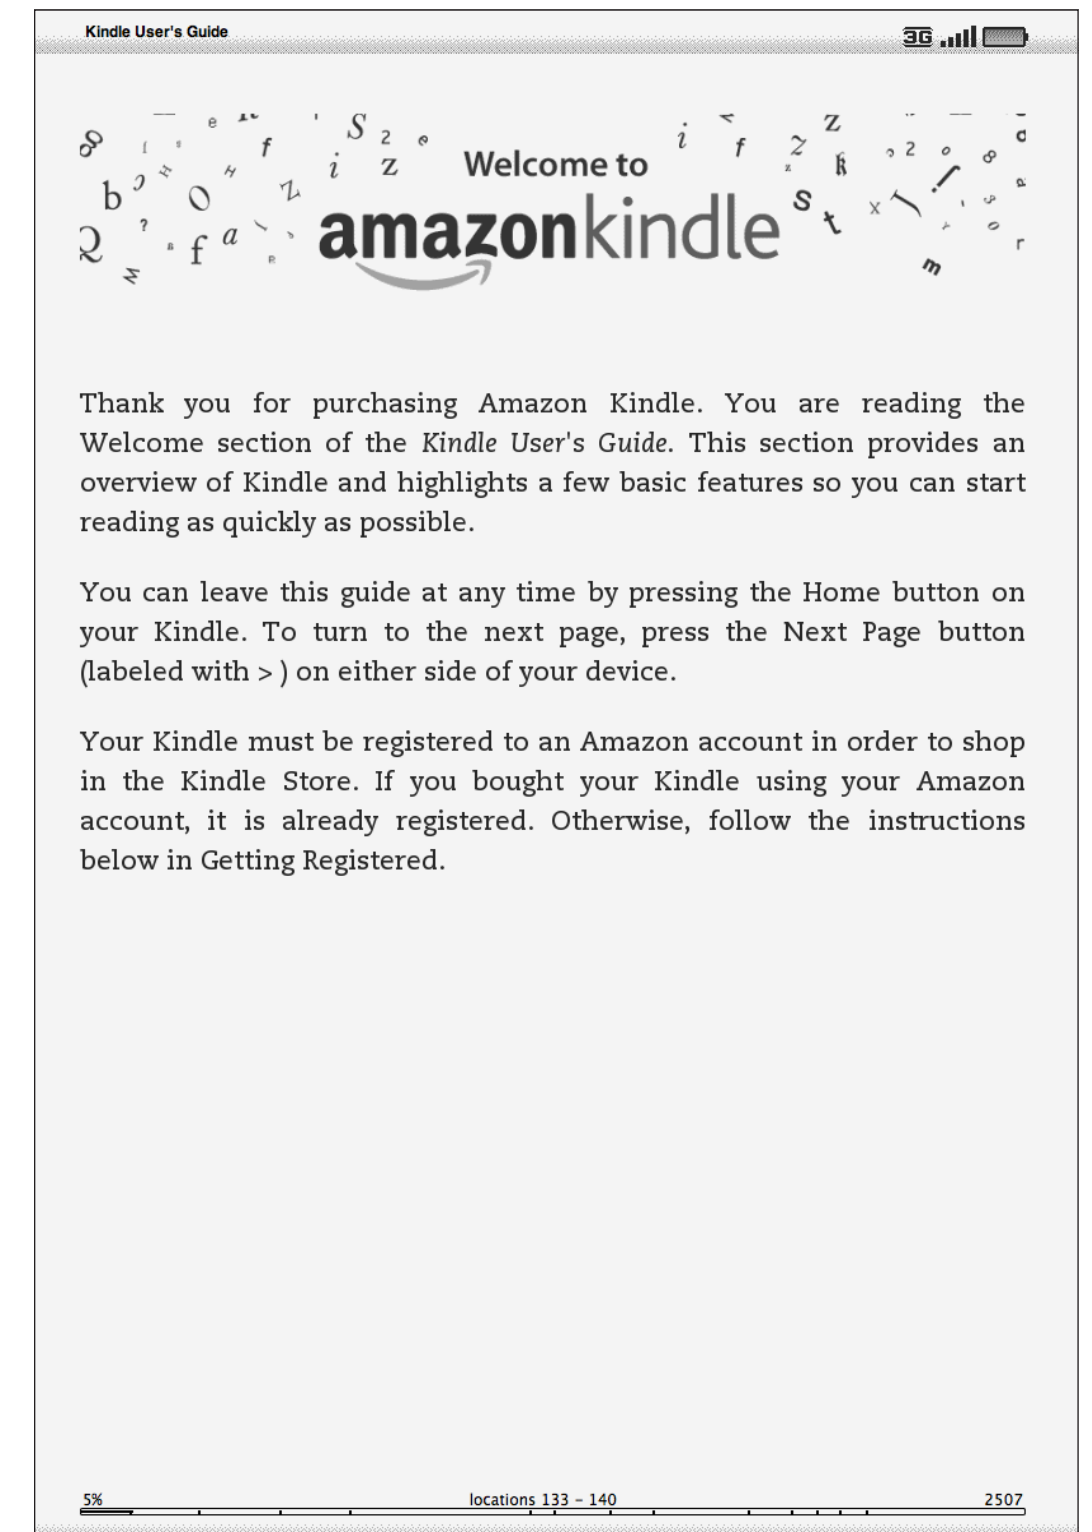 Kindle User's Guide 3G
Welcome to
amazonkindle
Thank you for purchasing Amazon Kindle. You are reading the
Welcome section of the Kindle User's Guide. This section provides an
overview of Kindle and highlights a few basic features so you can start
reading as quickly as possible.
You can leave this guide at any time by pressing the Home button on
your Kindle. To turn to the next page, press the Next Page button
(labeled with > ) on either side of your device.
Your Kindle must be registered to an Amazon account in order to shop
in the Kindle Store. If you bought your Kindle using your Amazon
account, it is already registered. Otherwise, follow the instructions
below in Getting Registered.
5% locations 133 – 140 2507